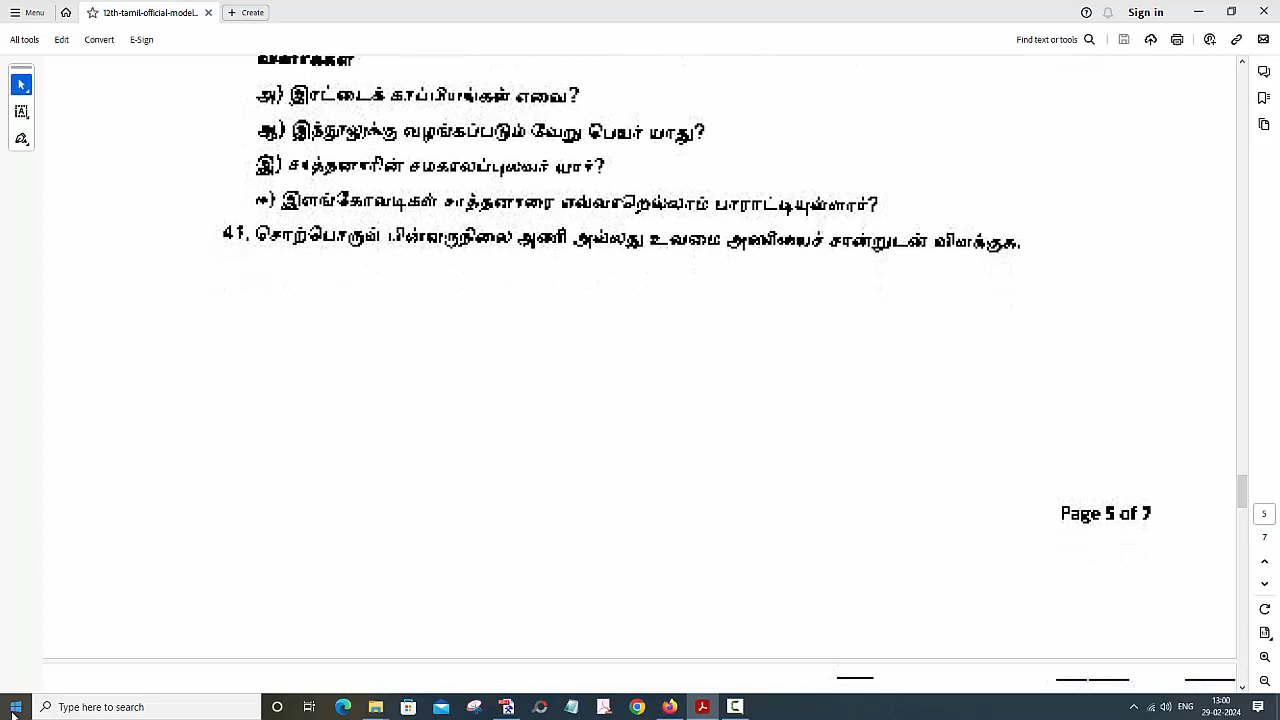 Menu
12th-tamil-official-model...
Create
Sign in
All tools
Edit
Convert
E-Sign
Find text or tools
அ) இரட்டைக் காப்பியங்கள் எவை?
ஆ) இந்நூலுக்கு வழங்கப்படும் வேறு பெயர் யாது?
இ) சாத்தனாரின் சமகாலப்புலவர் யார்?
ஈ) இளங்கோவடிகள் சாத்தனாரை எவ்வாறெல்லாம் பாராட்டியுள்ளார்?
41. சொற்பொருள் பின்வருநிலை அணி அல்லது உவமை அணியைச் சான்றுடன் விளக்குக.
Page 5 of 7
5
7
Type here to search
ENG
13:00
29-02-2024